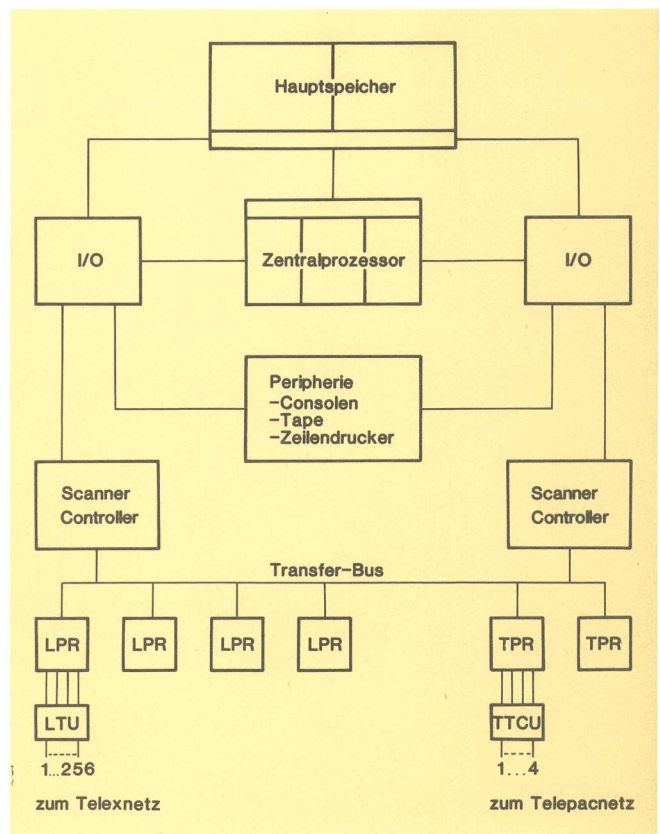 Hauptspeicher
I/O
Zentralprozessor
I/O
Peripherie
-Consolen
-Tape
-Zeilendrucker
Scanner
Controller
Scanner
Controller
Transfer-Bus
LPR
LPR
LPR
LPR
TPR
TPR
LTU
TTCU
1...256
1...4
zum Telexnetz
zum Telepacnetz